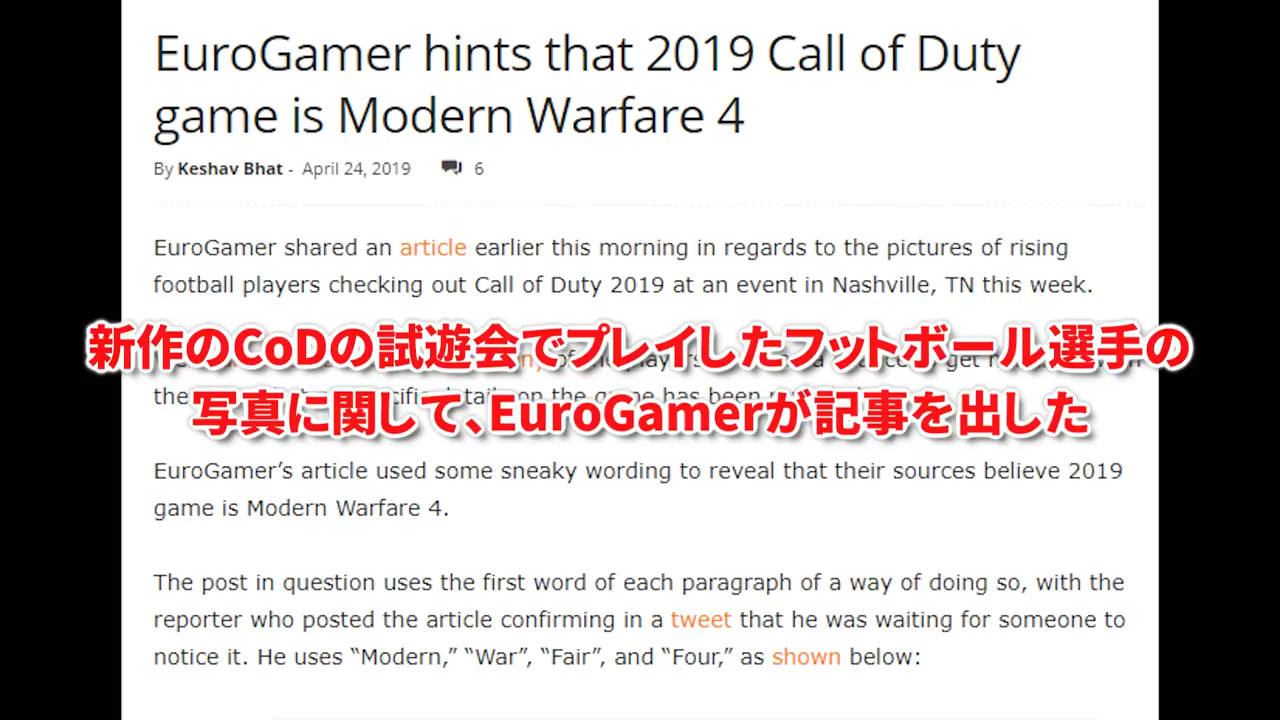 EuroGamer hints that 2019 Call of Duty
game is Modern Warfare 4
By Keshav Bhat - April 24, 2019 6
EuroGamer shared an article earlier this morning in regards to the pictures of rising
football players checking out Call of Duty 2019 at an event in Nashville, TN this week.
新作のCoDの試遊会でプレイしたフットボール選手の
写真に関して、EuroGamerが記事を出した
the game has been
EuroGamer's article used some sneaky wording to reveal that their sources believe 2019
game is Modern Warfare 4.
The post in question uses the first word of each paragraph of a way of doing so, with the
reporter who posted the article confirming in a tweet that he was waiting for someone to
notice it. He uses “Modern,” “War”, “Fair”, and “Four,” as shown below: